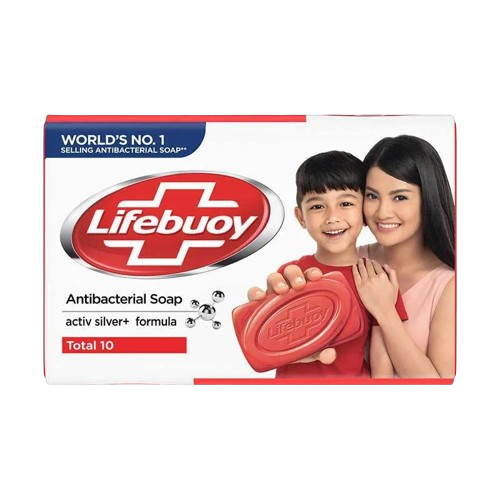 WORLD'S NO. 1
SELLING ANTIBACTERIAL SOAP**
Lifebuoy
Antibacterial Soap
activ silver+ formula
Total 10
Lifebuoy